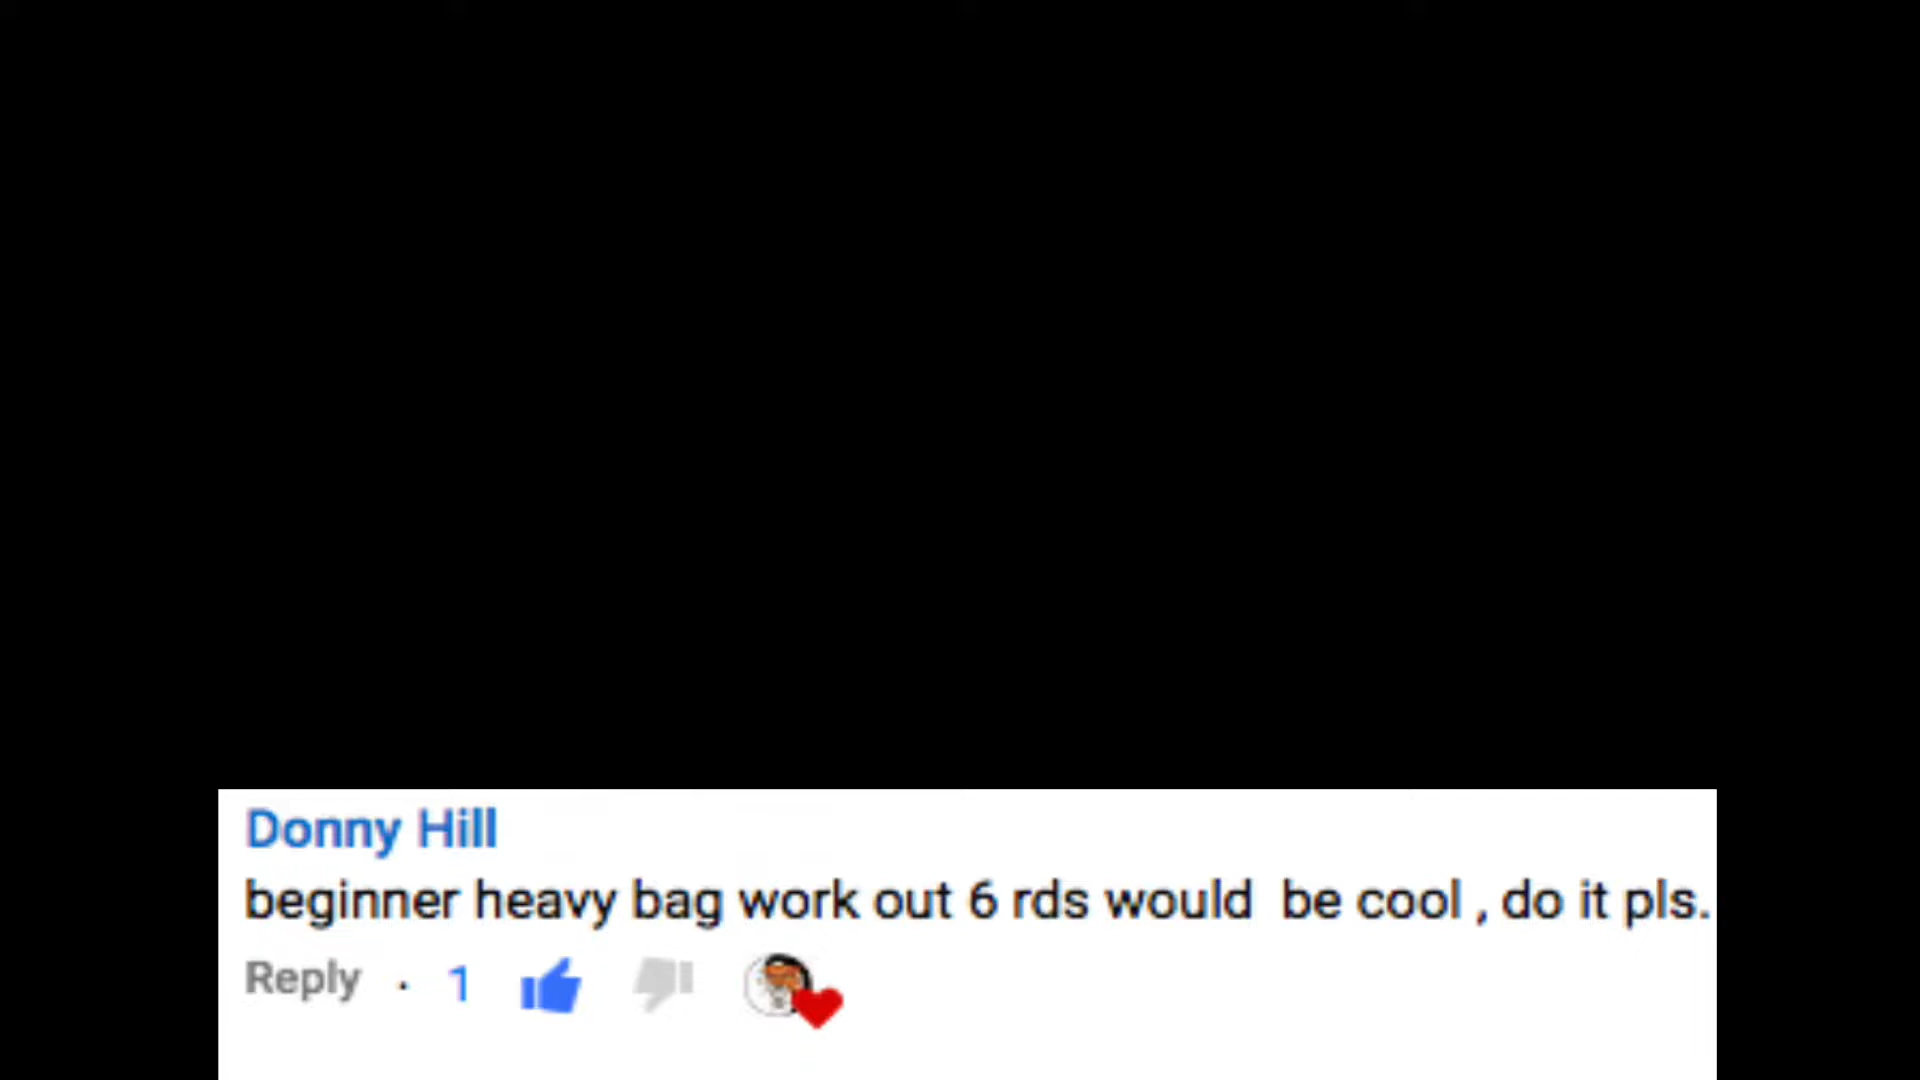 Donny Hill
beginner heavy bag work out 6 rds would  be cool , do it pls.
Reply · 1